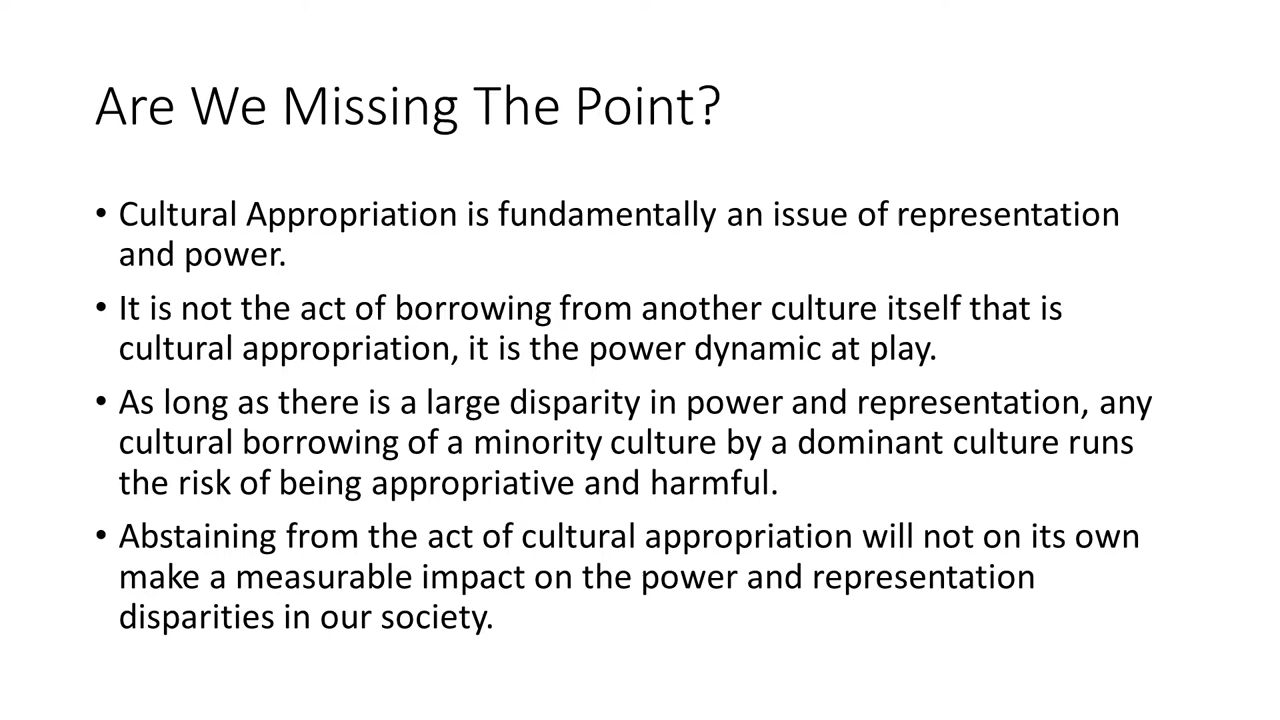 Are We Missing The Point?
• Cultural Appropriation is fundamentally an issue of representation
and power.
• It is not the act of borrowing from another culture itself that is
cultural appropriation, it is the power dynamic at play.
• As long as there is a large disparity in power and representation, any
cultural borrowing of a minority culture by a dominant culture runs
the risk of being appropriative and harmful.
• Abstaining from the act of cultural appropriation will not on its own
make a measurable impact on the power and representation
disparities in our society.